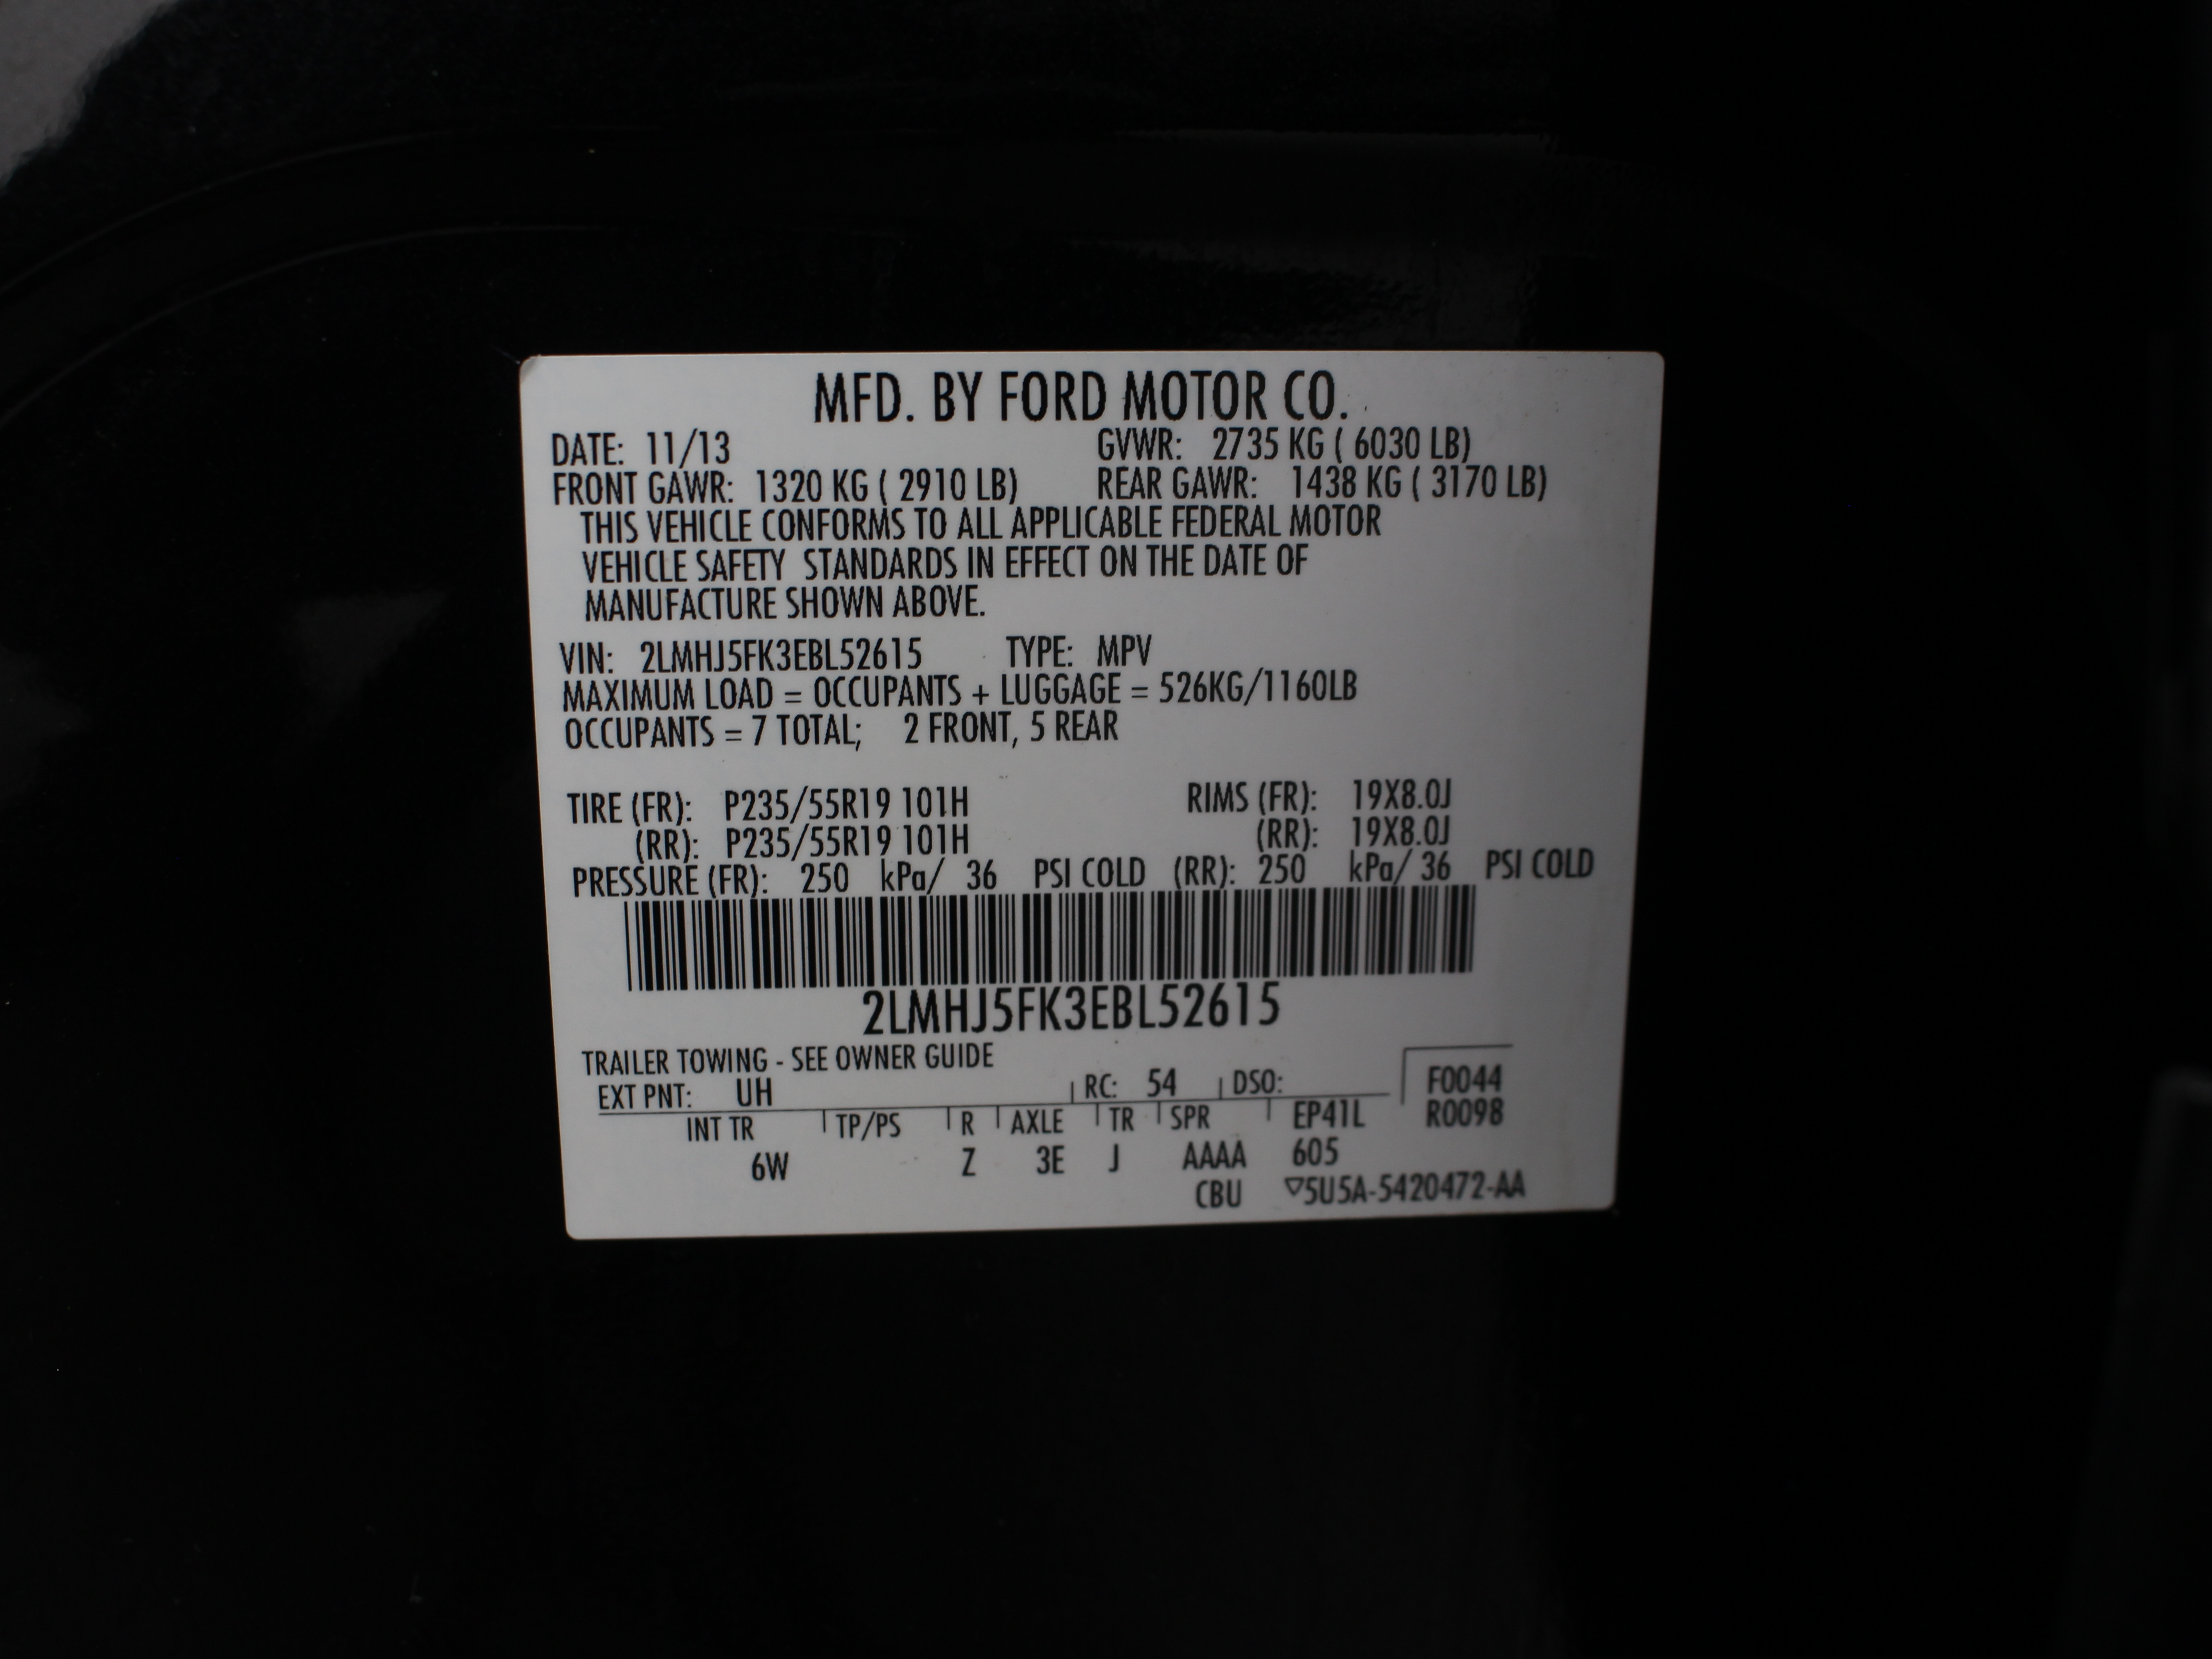 MFD. BY FORD MOTOR CO.
DATE: 11/13 GVWR: 2735 KG ( 6030 LB)
FRONT GAWR: 1320 KG ( 2910 LB) REAR GAWR: 1438 KG ( 3170 LB)
THIS VEHICLE CONFORMS TO ALL APPLICABLE FEDERAL MOTOR
VEHICLE SAFETY STANDARDS IN EFFECT ON THE DATE OF
MANUFACTURE SHOWN ABOVE.
VIN: 2LMHJ5FK3EBL52615 TYPE: MPV
MAXIMUM LOAD = OCCUPANTS + LUGGAGE = 526KG/1160LB
OCCUPANTS = 7 TOTAL; 2 FRONT, 5 REAR
TIRE (FR): P235/55R19 101H RIMS (FR): 19X8.0J
(RR): P235/55R19 101H (RR): 19X8.0J
PRESSURE (FR): 250 kPa/ 36 PSI COLD (RR): 250 kPa/ 36 PSI COLD
2LMHJ5FK3EBL52615
TRAILER TOWING - SEE OWNER GUIDE
EXT PNT: UH RC: 54 DSO: F0044
INT TR TP/PS R AXLE TR SPR EP41L R0098
6W Z 3E J AAAA 605
CBU ▽5U5A-5420472-AA